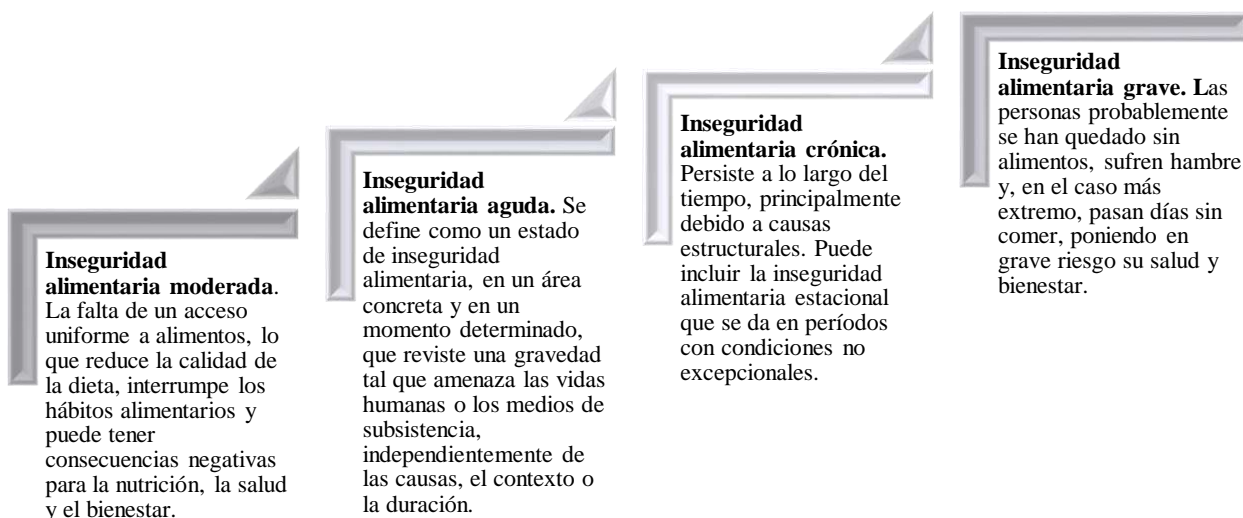 Inseguridad
alimentaria moderada.
La falta de un acceso
uniforme a alimentos, lo
que reduce la calidad de
la dieta, interrumpe los
hábitos alimentarios y
puede tener
consecuencias negativas
para la nutrición, la salud
y el bienestar.
Inseguridad
alimentaria aguda. Se
define como un estado
de inseguridad
alimentaria, en un área
concreta y en un
momento determinado,
que reviste una gravedad
tal que amenaza las vidas
humanas o los medios de
subsistencia,
independientemente de
las causas, el contexto o
la duración.
Inseguridad
alimentaria crónica.
Persiste a lo largo del
tiempo, principalmente
debido a causas
estructurales. Puede
incluir la inseguridad
alimentaria estacional
que se da en períodos
con condiciones no
excepcionales.
Inseguridad
alimentaria grave. Las
personas probablemente
se han quedado sin
alimentos, sufren hambre
y, en el caso más
extremo, pasan días sin
comer, poniendo en
grave riesgo su salud y
bienestar.